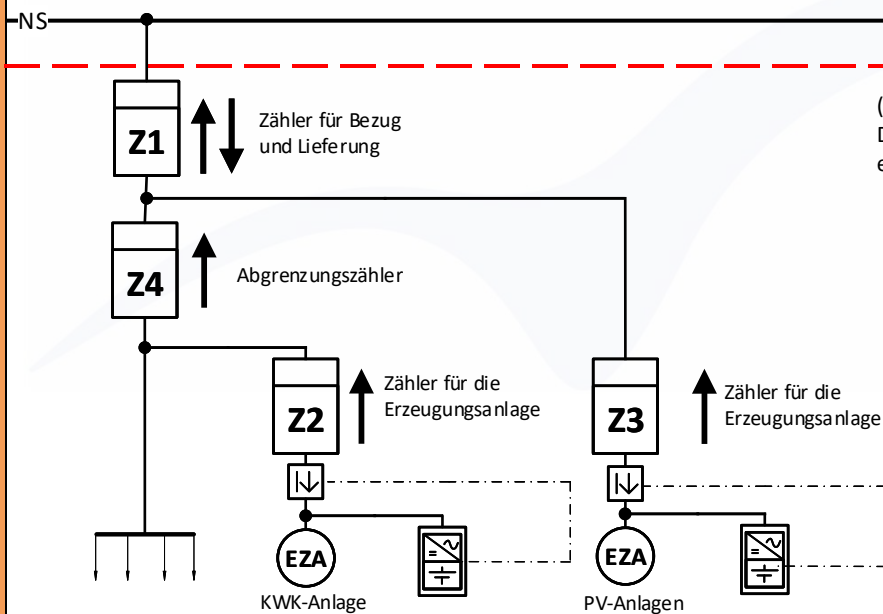 NS
(
D
e
Z1
Zähler für Bezug
und Lieferung
Z4
Abgrenzungszähler
Z2
Zähler für die
Erzeugungsanlage
Z3
Zähler für die
Erzeugungsanlage
EZA
KWK-Anlage
EZA
PV-Anlagen